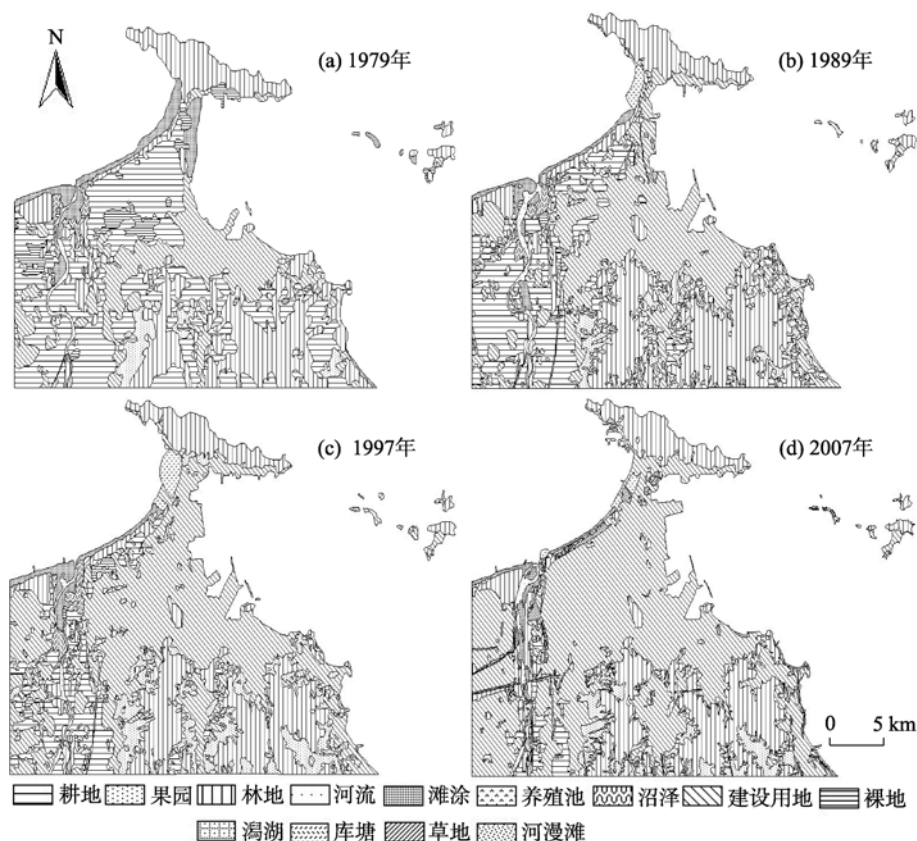 N
(a) 1979年
(b) 1989年
(c) 1997年
(d) 2007年
0 5 km
耕地 果园 林地 河流 滩涂 养殖池 沼泽 建设用地 裸地
潟湖 库塘 草地 河漫滩